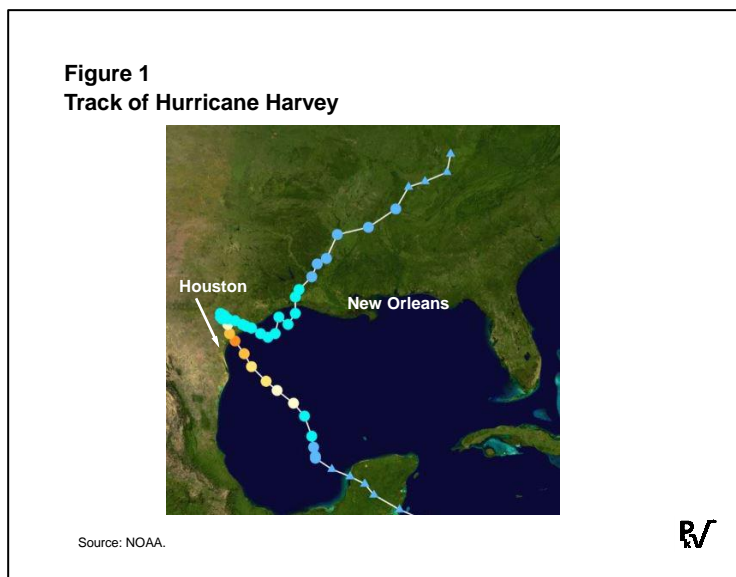 Figure 1
Track of Hurricane Harvey
Houston
New Orleans
Source: NOAA.